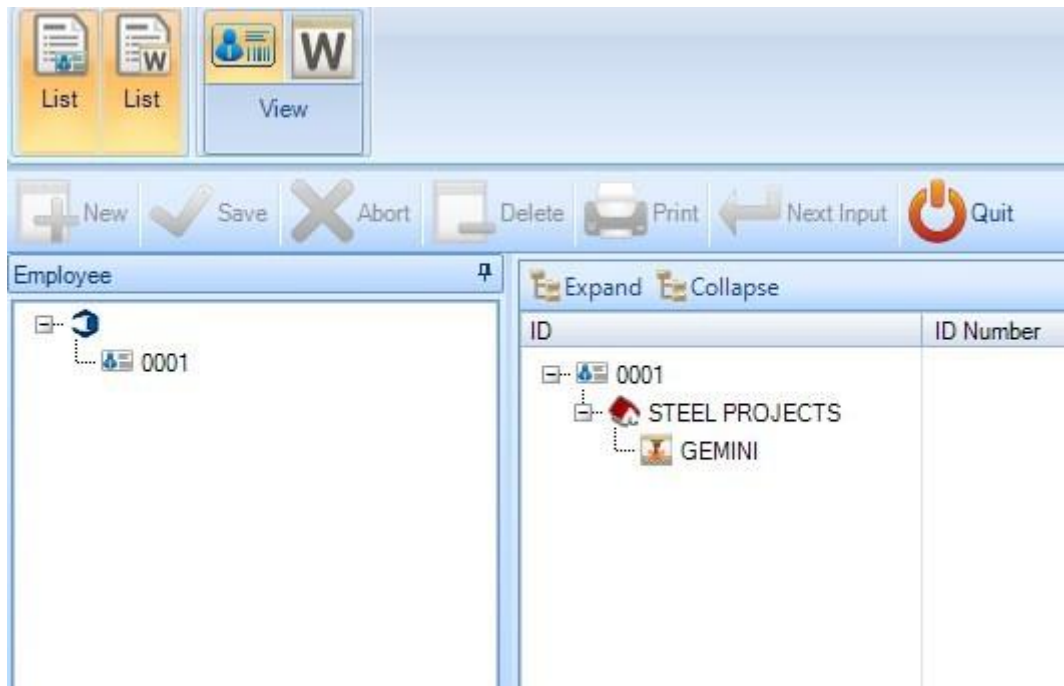 W
W
List List
View
New Save Abort Delete Print Next Input Quit
Employee
Expand Collapse
ID ID Number
0001
0001
STEEL PROJECTS
GEMINI